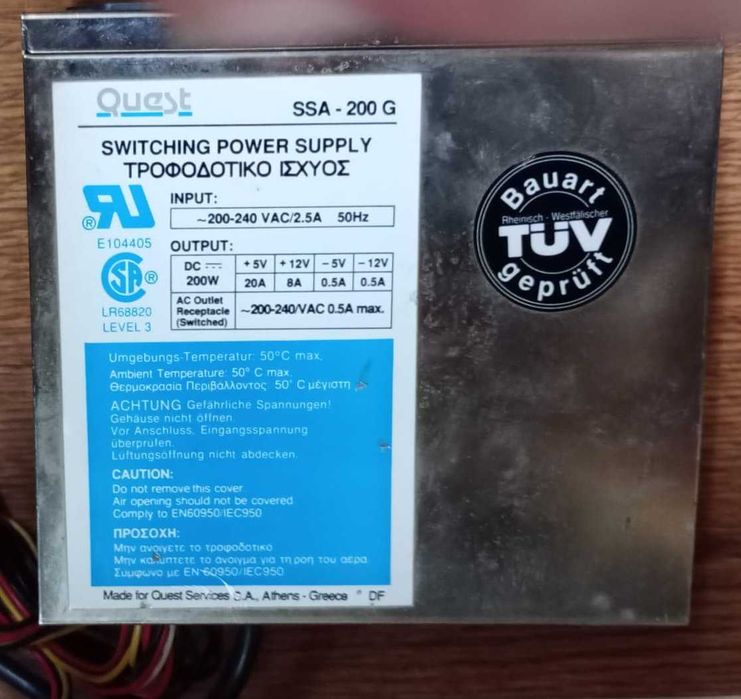 Quest
SSA - 200 G
SWITCHING POWER SUPPLY
ΤΡΟΦΟΔΟΤΙΚΟ ΙΣΧΥΟΣ
INPUT:
~200-240 VAC/2.5A 50Hz
E104405
OUTPUT:
DC +5V +12V -5V -12V
200W 20A 8A 0.5A 0.5A
AC Outlet
Receptacle ~200-240/VAC 0.5A max.
(Switched)
LR68820
LEVEL 3
Umgebungs-Temperatur: 50°C max.
Ambient Temperature: 50° C max.
Θερμοκρασία Περιβάλλοντος: 50° C μέγιστη
ACHTUNG Gefährliche Spannungen!
Gehäuse nicht öffnen.
Vor Anschluss, Eingangsspannung
überprüfen.
Lüftungsöffnung nicht abdecken.
CAUTION:
Do not remove this cover
Air opening should not be covered
Comply to EN60950/IEC950
ΠΡΟΣΟΧΗ:
Μην ανοίγετε το τροφοδοτικό
Μην καλύπτετε το άνοιγμα για τη ροή του αέρα.
Σύμφωνα με EN 60950/IEC950
Made for Quest Services S.A., Athens - Greece DF
Bauart
Rheinisch - Westfälischer
TÜV
geprüft